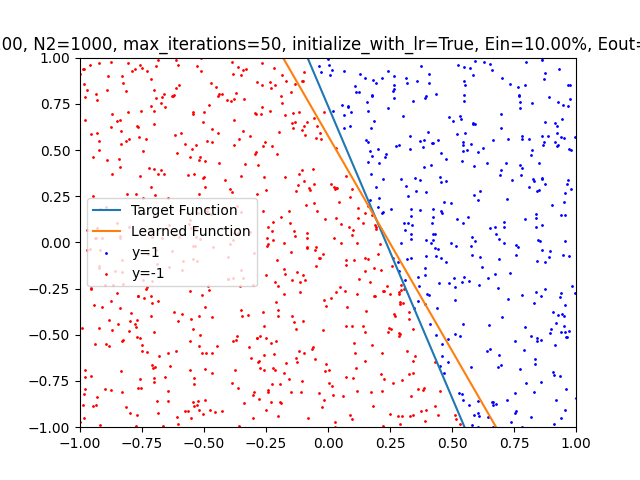 00, N2=1000, max_iterations=50, initialize_with_lr=True, Ein=10.00%, Eout=
1.00
0.75
0.50
0.25
0.00
−0.25
−0.50
−0.75
−1.00
Target Function
Learned Function
y=1
y=-1
−1.00 −0.75 −0.50 −0.25 0.00 0.25 0.50 0.75 1.00